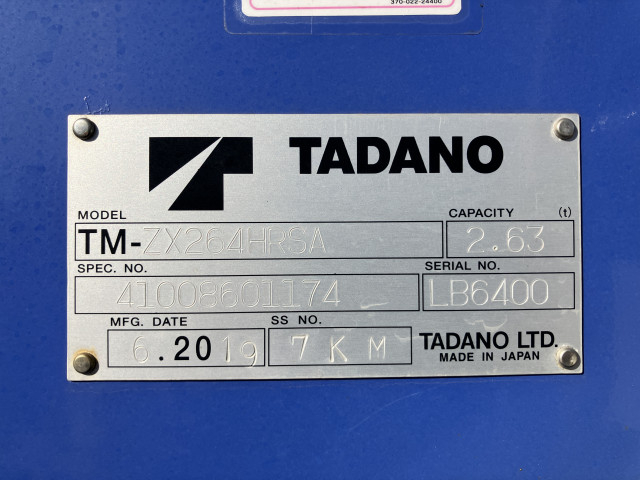 370-022-24400
TADANO
MODEL CAPACITY (t)
TM-ZX264HRSA 2.63
SPEC. NO. SERIAL NO.
41008601174 LB6400
MFG. DATE SS NO.
6.2019 7KM TADANO LTD.
MADE IN JAPAN